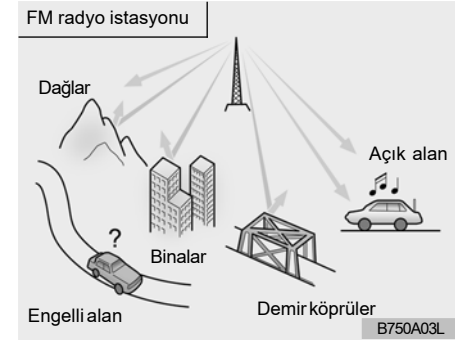 FM radyo istasyonu
Dağlar
Açık alan
?
Binalar
Engelli alan
Demir köprüler
B750A03L